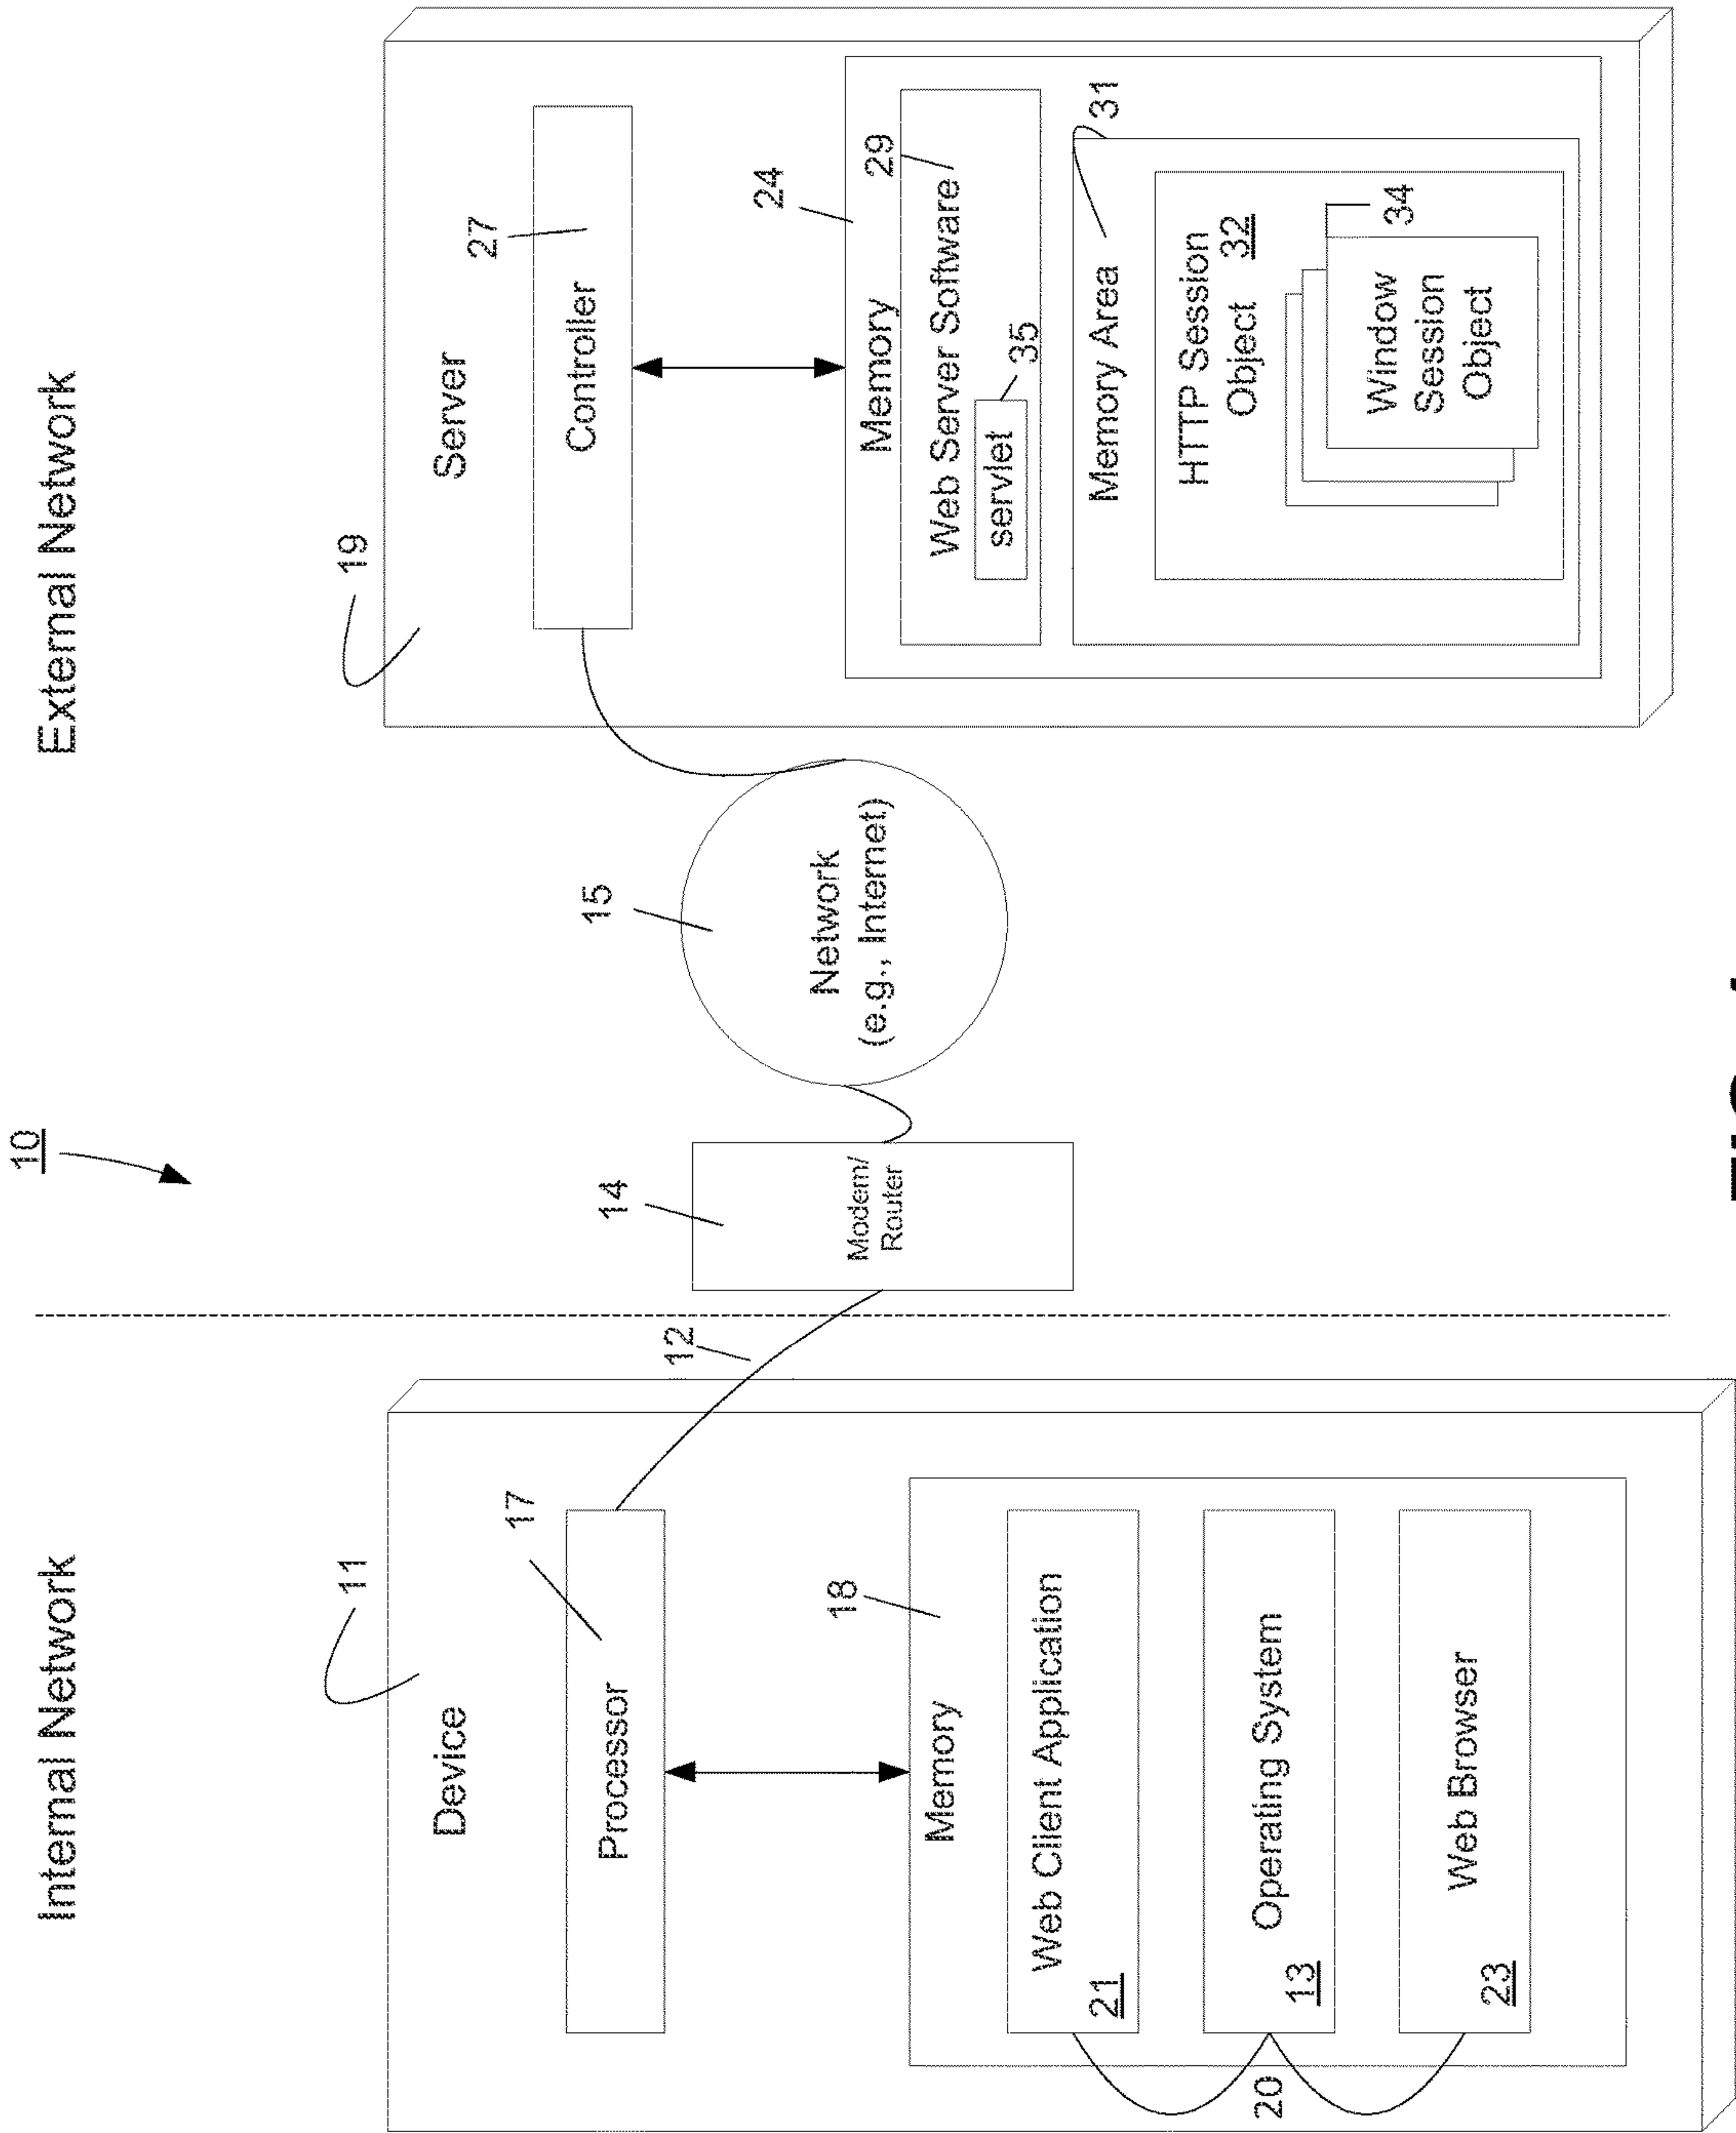 10
Internal Network
External Network
11
Device
17
Processor
18
Memory
Web Client Application
21
Operating System
13
Web Browser
23
20
12
14
Modem/
Router
15
Network
(e.g., Internet)
19
Server
27
Controller
24
Memory
29
Web Server Software
servlet
35
Memory Area
31
HTTP Session
Object
32
34
Window
Session
Object